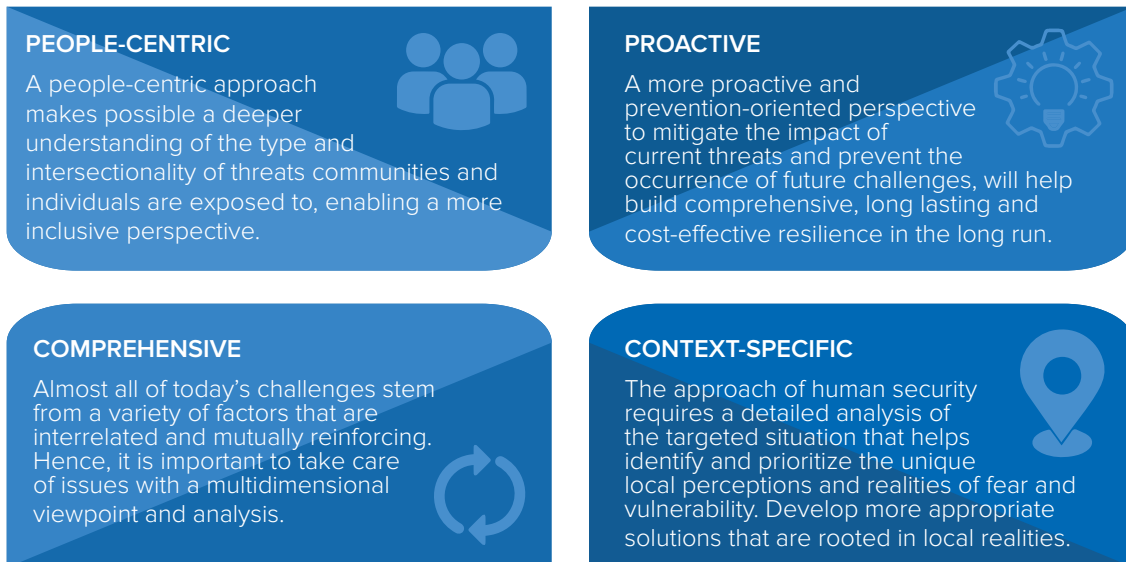 PEOPLE-CENTRIC
A people-centric approach
makes possible a deeper
understanding of the type and
intersectionality of threats communities and
individuals are exposed to, enabling a more
inclusive perspective.
PROACTIVE
A more proactive and
prevention-oriented perspective
to mitigate the impact of
current threats and prevent the
occurrence of future challenges, will help
build comprehensive, long lasting and
cost-effective resilience in the long run.
COMPREHENSIVE
Almost all of today’s challenges stem
from a variety of factors that are
interrelated and mutually reinforcing.
Hence, it is important to take care
of issues with a multidimensional
viewpoint and analysis.
CONTEXT-SPECIFIC
The approach of human security
requires a detailed analysis of
the targeted situation that helps
identify and prioritize the unique
local perceptions and realities of fear and
vulnerability. Develop more appropriate
solutions that are rooted in local realities.